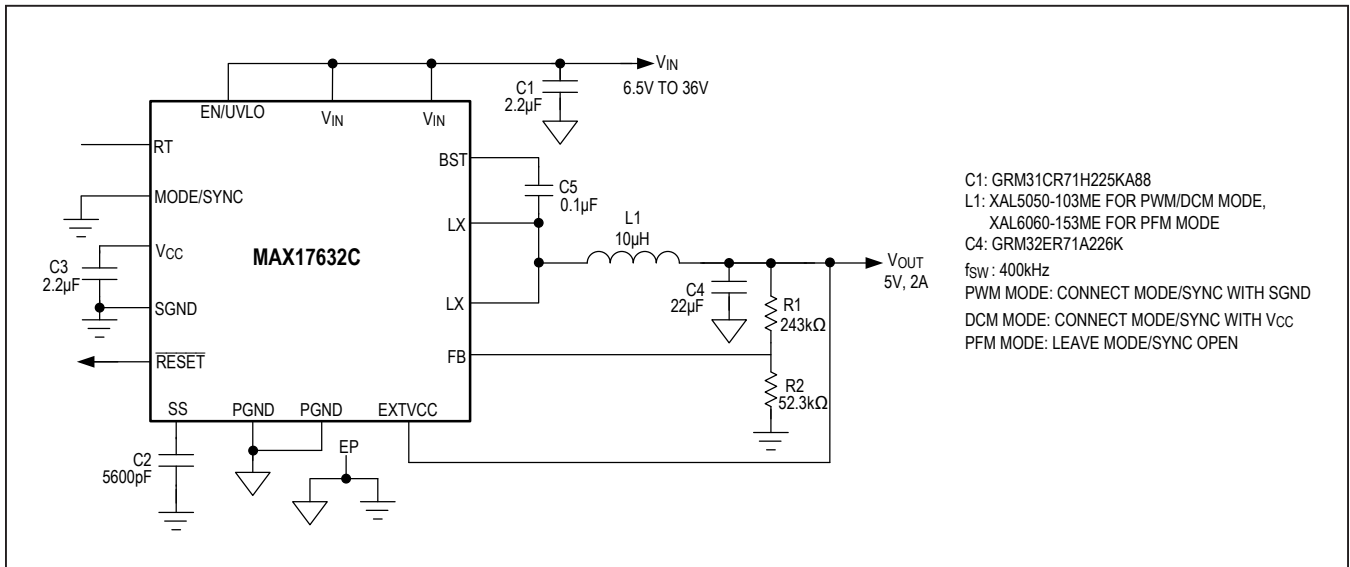 VIN
6.5V TO 36V
C1
2.2µF
EN/UVLO
VIN
VIN
RT
BST
MODE/SYNC
C5
0.1µF
LX
L1
10µH
VCC
MAX17632C
C3
2.2µF
VOUT
5V, 2A
C4
22µF
R1
243kΩ
SGND
LX
RESET
FB
R2
52.3kΩ
SS
PGND
PGND
EXTVCC
EP
C2
5600pF
C1: GRM31CR71H225KA88
L1: XAL5050-103ME FOR PWM/DCM MODE,
XAL6060-153ME FOR PFM MODE
C4: GRM32ER71A226K
fSW : 400kHz
PWM MODE: CONNECT MODE/SYNC WITH SGND
DCM MODE: CONNECT MODE/SYNC WITH VCC
PFM MODE: LEAVE MODE/SYNC OPEN